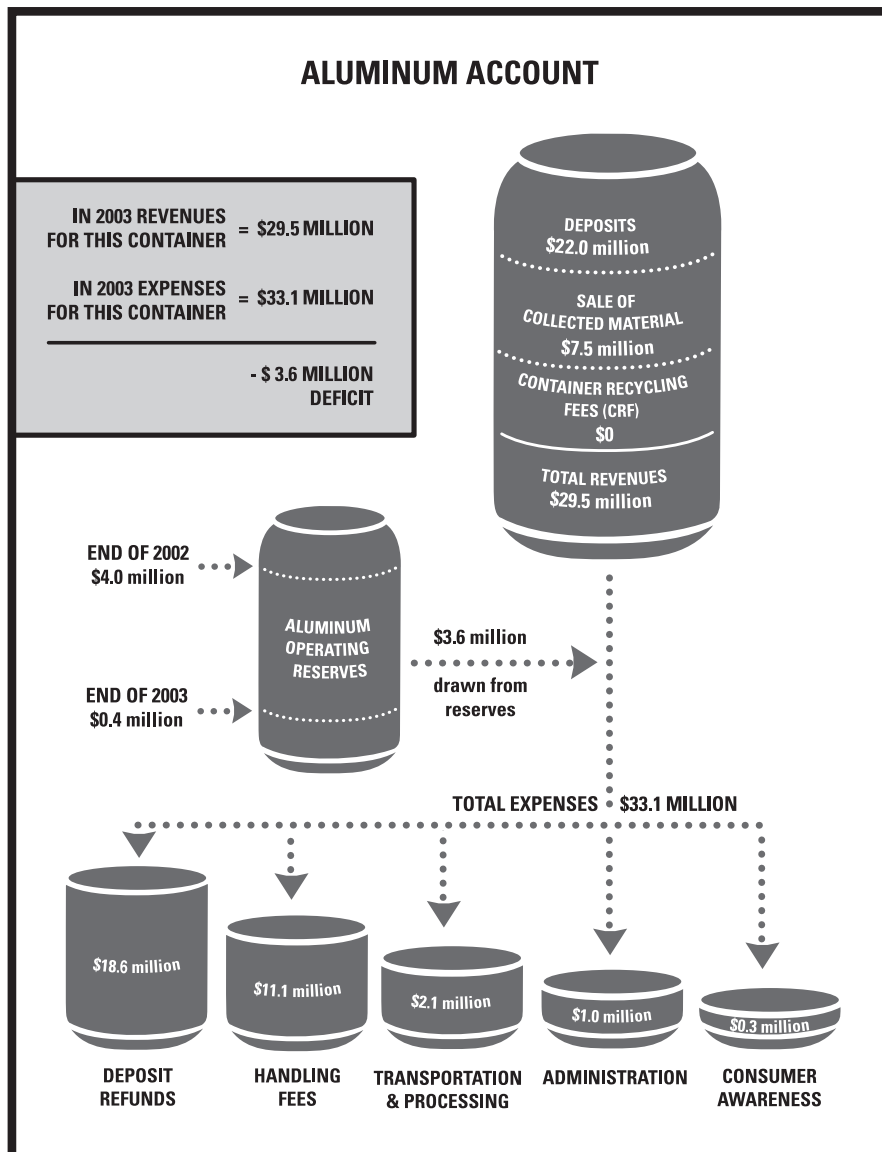 ALUMINUM ACCOUNT
IN 2003 REVENUES
FOR THIS CONTAINER = $29.5 MILLION
IN 2003 EXPENSES
FOR THIS CONTAINER = $33.1 MILLION
- $ 3.6 MILLION
DEFICIT
DEPOSITS
$22.0 million
SALE OF
COLLECTED MATERIAL
$7.5 million
CONTAINER RECYCLING
FEES (CRF)
$0
TOTAL REVENUES
$29.5 million
END OF 2002
$4.0 million
ALUMINUM
OPERATING
RESERVES
END OF 2003
$0.4 million
$3.6 million
drawn from
reserves
TOTAL EXPENSES $33.1 MILLION
$18.6 million
$11.1 million
$2.1 million
$1.0 million
$0.3 million
DEPOSIT
REFUNDS
HANDLING
FEES
TRANSPORTATION
& PROCESSING
ADMINISTRATION
CONSUMER
AWARENESS